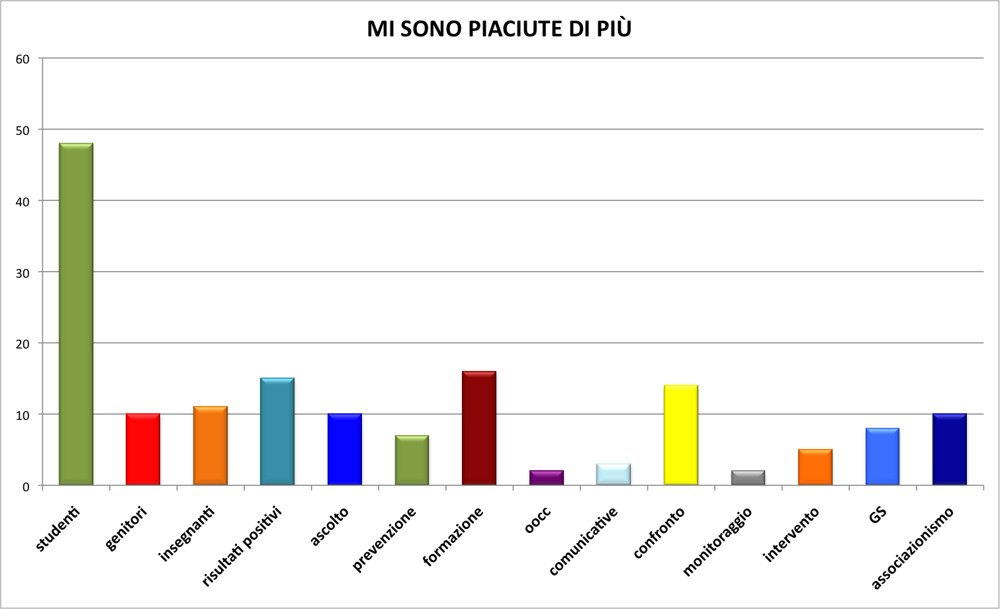 MI SONO PIACIUTE DI PIÙ
60
50
40
30
20
10
0
studenti
genitori
insegnanti
risultati positivi
ascolto
prevenzione
formazione
oocc
comunicative
confronto
monitoraggio
intervento
GS
associazionismo